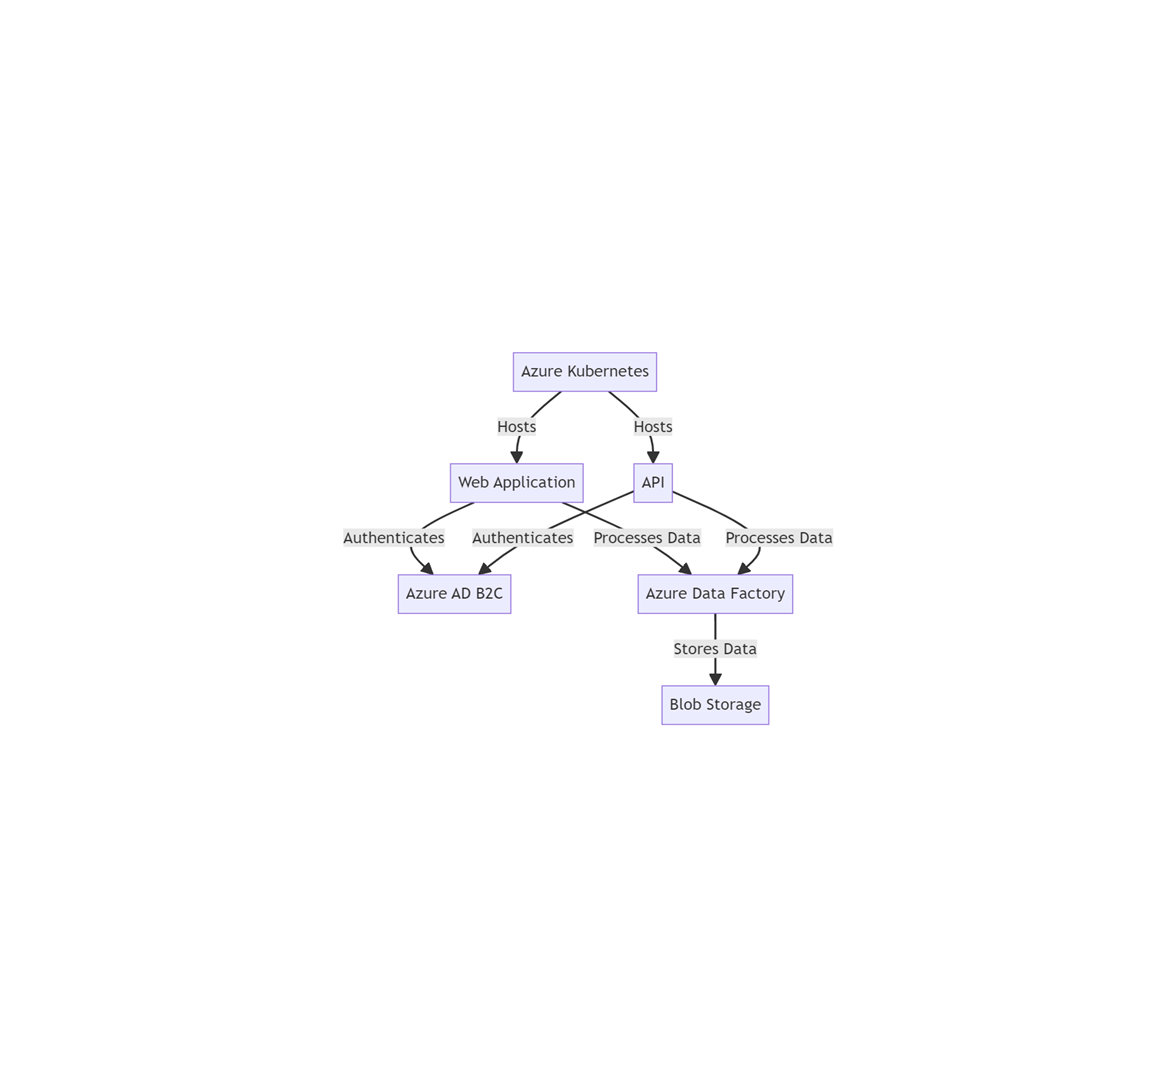 Azure Kubernetes
Hosts
Hosts
Web Application
API
Authenticates
Authenticates
Processes Data
Processes Data
Azure AD B2C
Azure Data Factory
Stores Data
Blob Storage